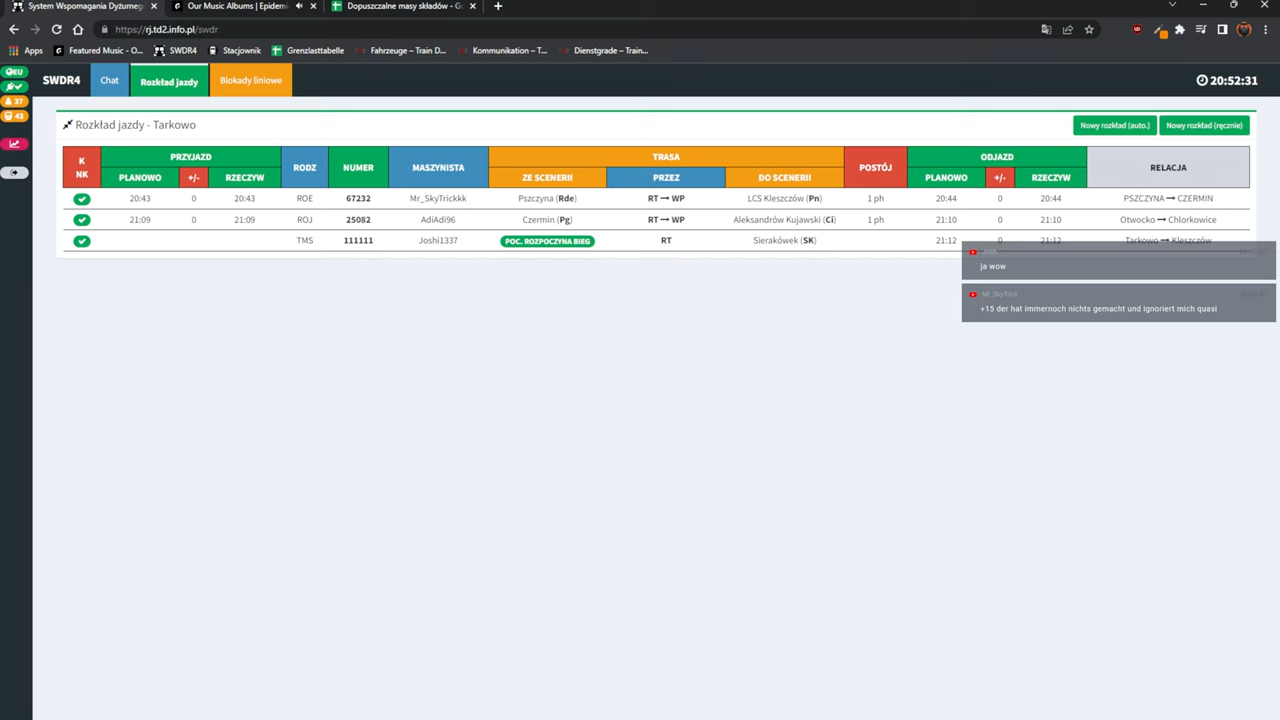 System Wspomagania Dyżurneg
Our Music Albums | Epidemi
Dopuszczalne masy składów - Go
https://rj.td2.info.pl/swdr
Apps
Featured Music - O...
SWDR4
Stacjownik
Grenzlasttabelle
Fahrzeuge – Train D...
Kommunikation – T...
Dienstgrade – Train...
EU
37
43
SWDR4
Chat
Rozkład jazdy
Blokady liniowe
20:52:31
Rozkład jazdy - Tarkowo
Nowy rozkład (auto.)
Nowy rozkład (ręcznie)
K NK PRZYJAZD RODZ NUMER MASZYNISTA TRASA POSTÓJ ODJAZD RELACJA
PLANOWO +/- RZECZYW ZE SCENERII PRZEZ DO SCENERII PLANOWO +/- RZECZYW
20:43 0 20:43 ROE 67232 Mr_SkyTrickkk Pszczyna (Rde) RT → WP LCS Kleszczów (Pn) 1 ph 20:44 0 20:44 PSZCZYNA → CZERMIN
21:09 0 21:09 ROJ 25082 AdiAdi96 Czermin (Pg) RT → WP Aleksandrów Kujawski (Ci) 1 ph 21:10 0 21:10 Otwocko → Chlorkowice
TMS 111111 Joshi1337 POC. ROZPOCZYNA BIEG RT Sierakówek (SK) 21:12 0 21:12 Tarkowo → Kleszczów
ja wow
Mr_SkyTrick
+15 der hat immernoch nichts gemacht und ignoriert mich quasi